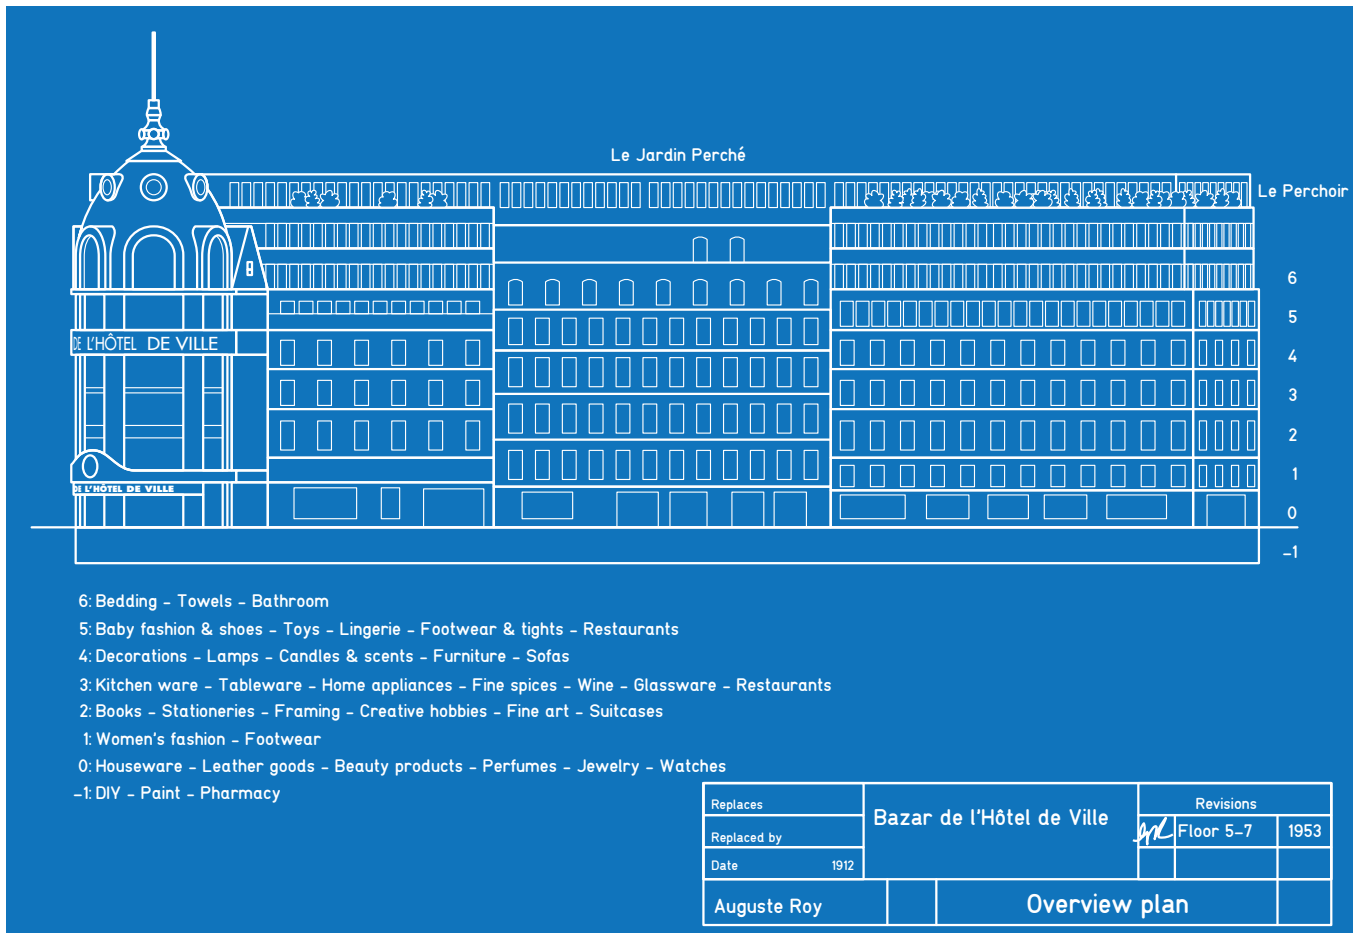 Le Jardin Perché
Le Perchoir
6
5
4
3
2
1
0
–1
DE L'HÔTEL DE VILLE
DE L'HÔTEL DE VILLE
6: Bedding – Towels – Bathroom
5: Baby fashion & shoes – Toys – Lingerie – Footwear & tights – Restaurants
4: Decorations – Lamps – Candles & scents – Furniture – Sofas
3: Kitchen ware – Tableware – Home appliances – Fine spices – Wine – Glassware – Restaurants
2: Books – Stationeries – Framing – Creative hobbies – Fine art – Suitcases
1: Women's fashion – Footwear
0: Houseware – Leather goods – Beauty products – Perfumes – Jewelry – Watches
–1: DIY – Paint – Pharmacy
Replaces
Replaced by
Date 1912
Bazar de l'Hôtel de Ville
Revisions
Floor 5–7 1953
Auguste Roy
Overview plan